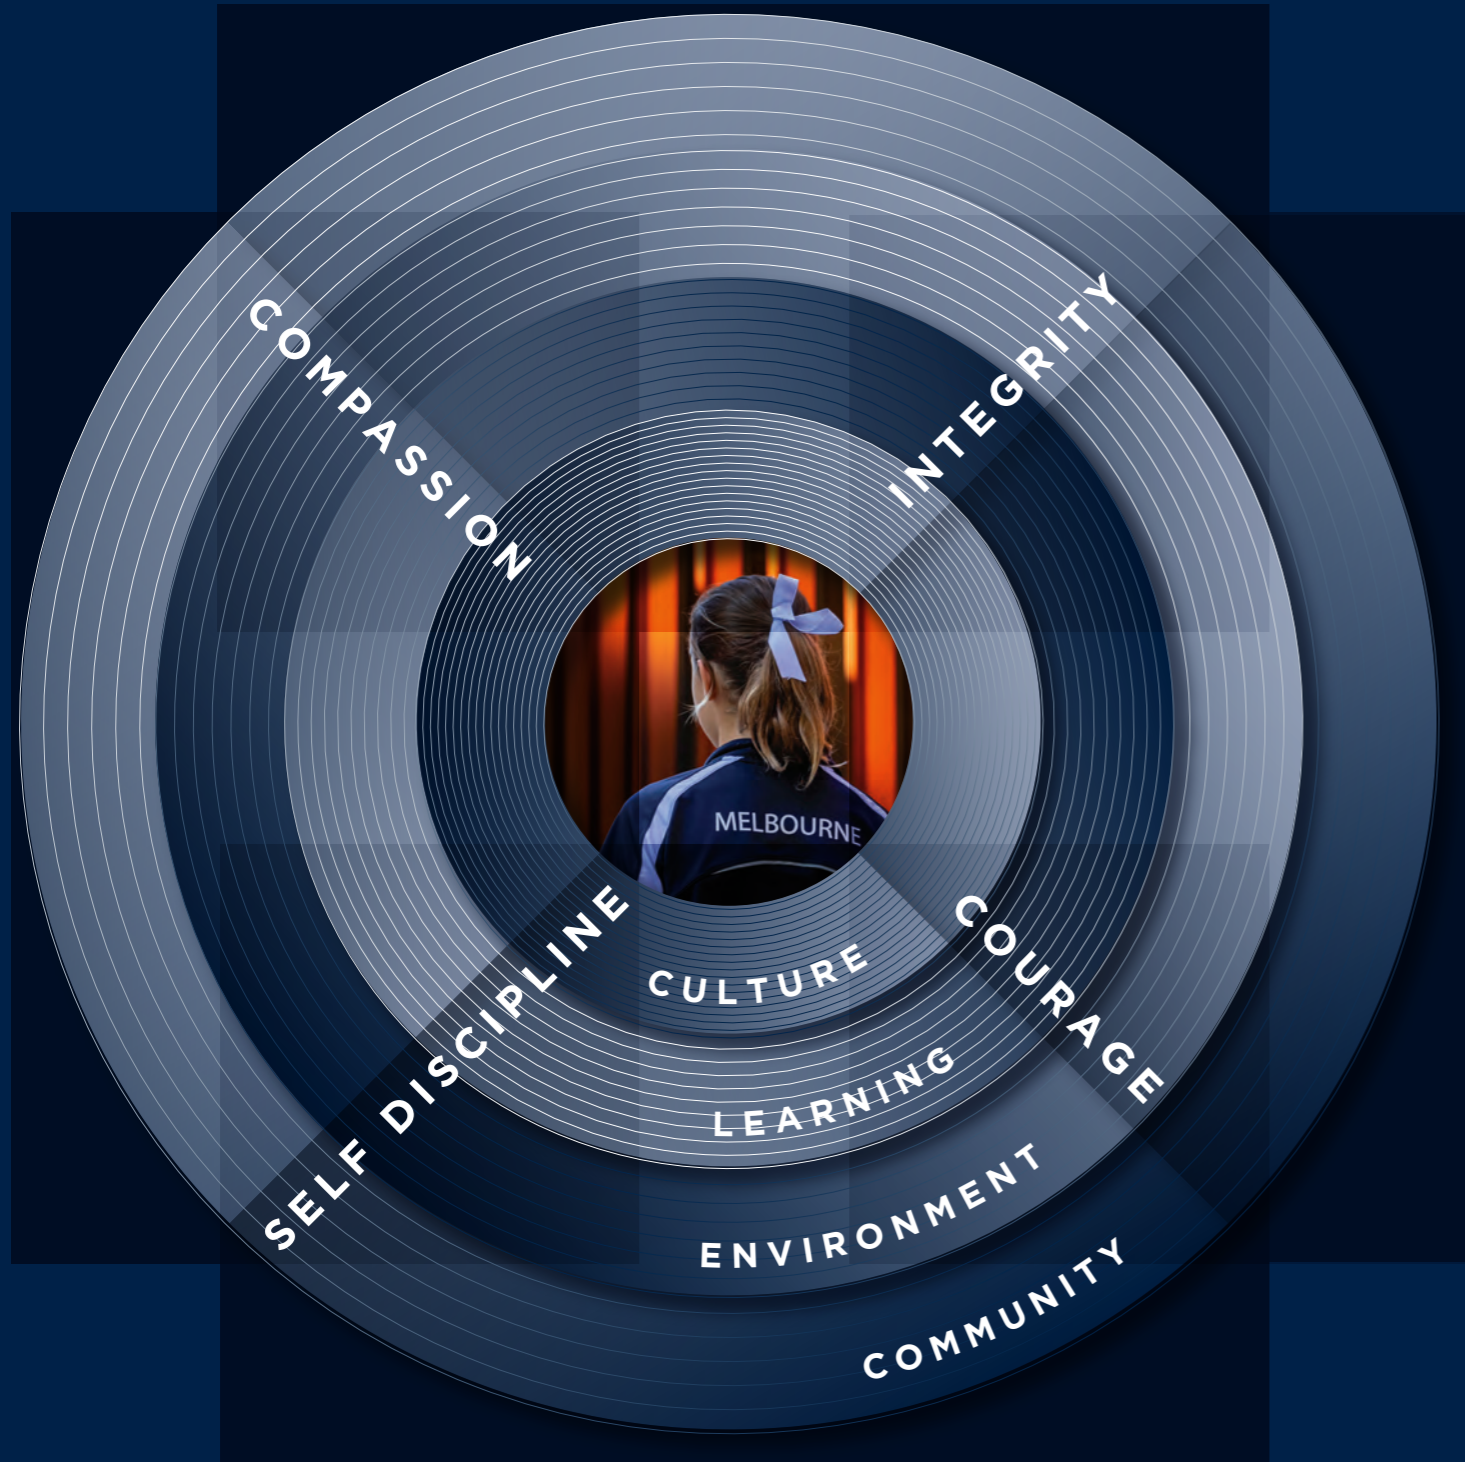 COMPASSION
INTEGRITY
MELBOURNE
SELF DISCIPLINE
COURAGE
CULTURE
LEARNING
ENVIRONMENT
COMMUNITY